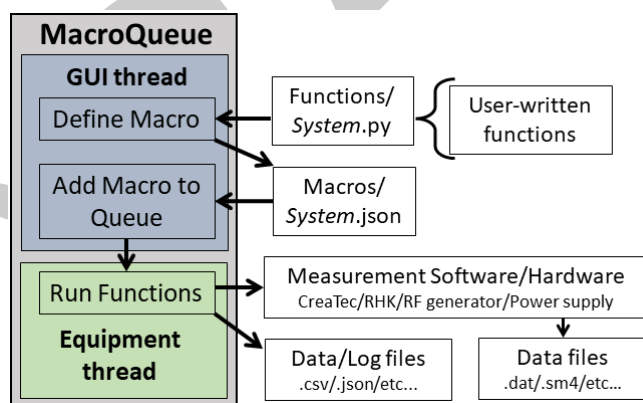 MacroQueue
GUI thread
Define Macro
Functions/
System.py
User-written
functions
Add Macro to
Queue
Macros/
System.json
Run Functions
Equipment
thread
Measurement Software/Hardware
CreaTec/RHK/RF generator/Power supply
Data/Log files
.csv/.json/etc...
Data files
.dat/.sm4/etc...